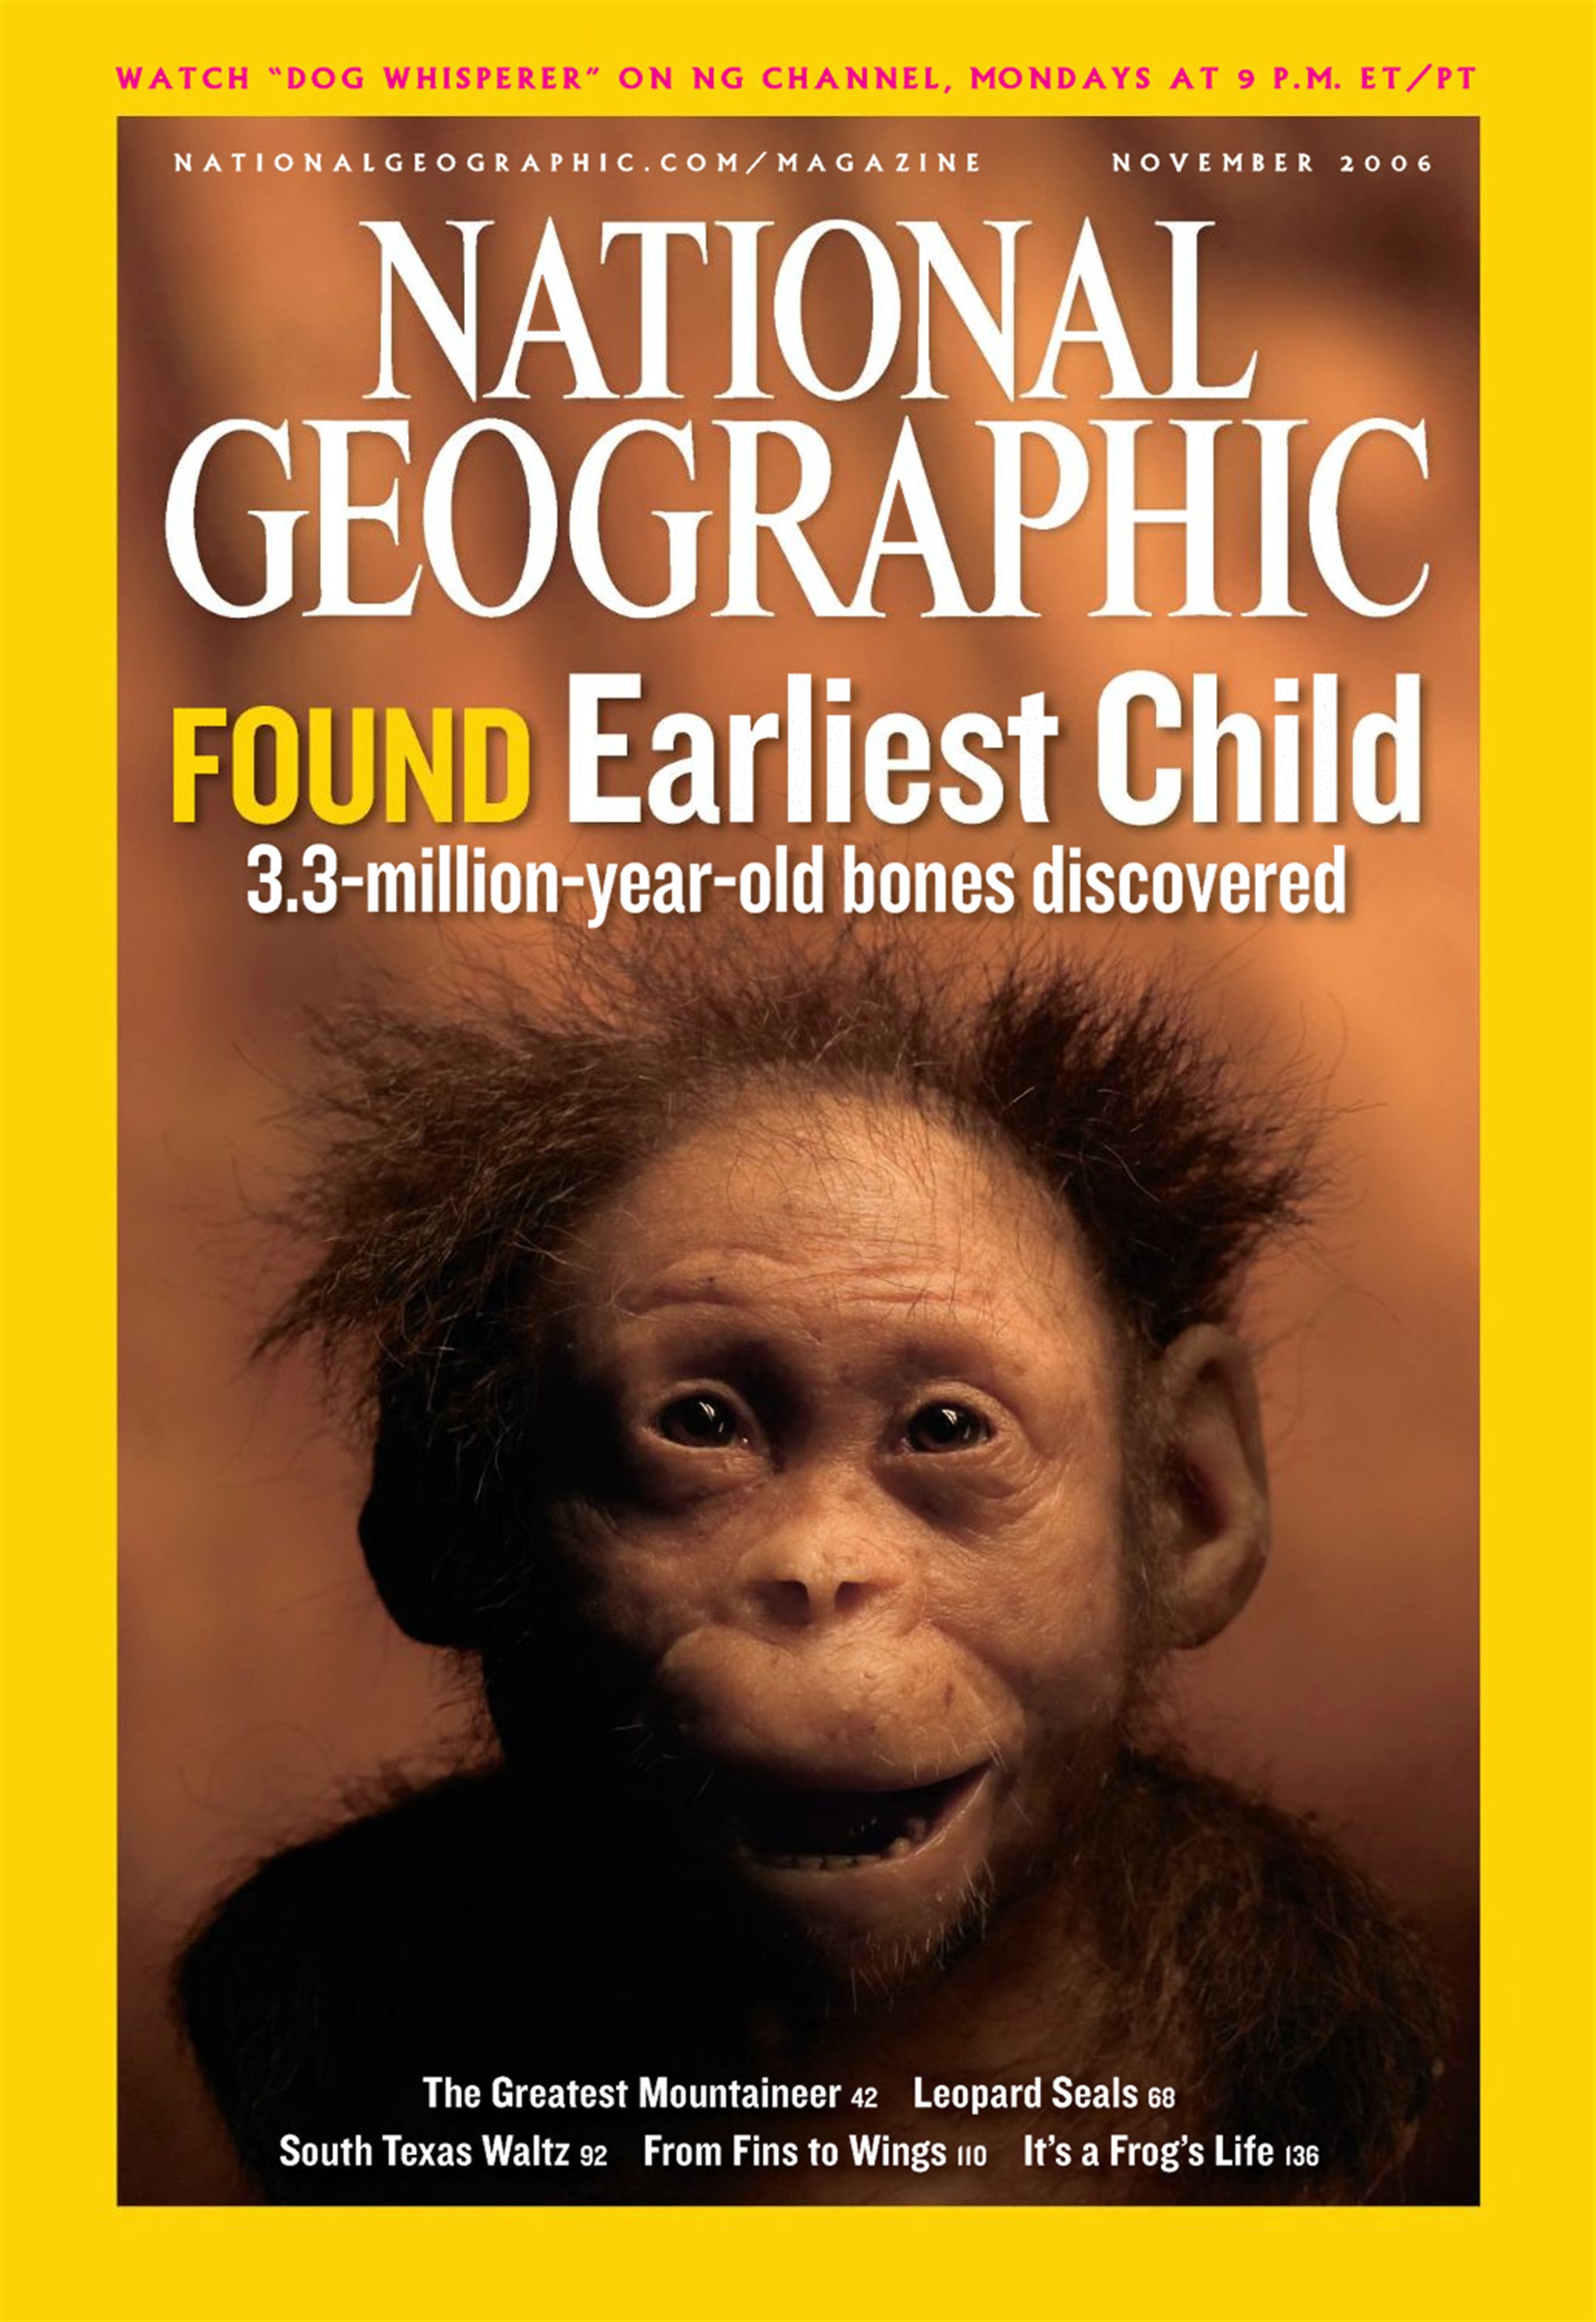 WATCH "DOG WHISPERER" ON NG CHANNEL, MONDAYS AT 9 P.M. ET/PT
NATIONALGEOGRAPHIC.COM/MAGAZINE NOVEMBER 2006
NATIONAL
GEOGRAPHIC
FOUND Earliest Child
3.3-million-year-old bones discovered
The Greatest Mountaineer 42 Leopard Seals 68
South Texas Waltz 92 From Fins to Wings 110 It's a Frog's Life 136